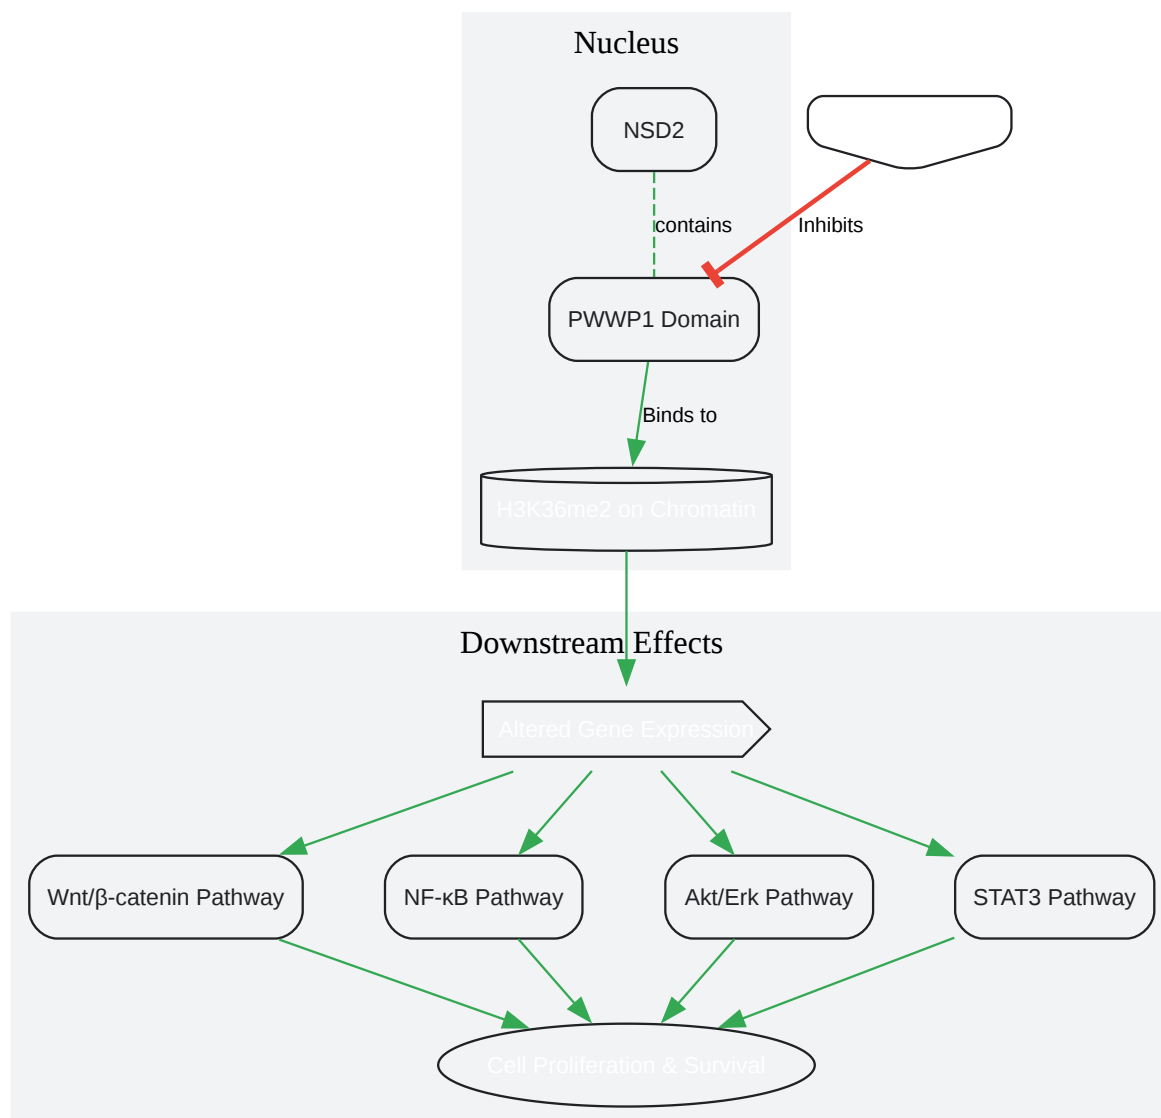 Nucleus
NSD2
contains
Inhibits
PWWP1 Domain
Binds to
H3K36me2 on Chromatin
Downstream Effects
Altered Gene Expression
Wnt/β-catenin Pathway
NF-κB Pathway
Akt/Erk Pathway
STAT3 Pathway
Cell Proliferation & Survival